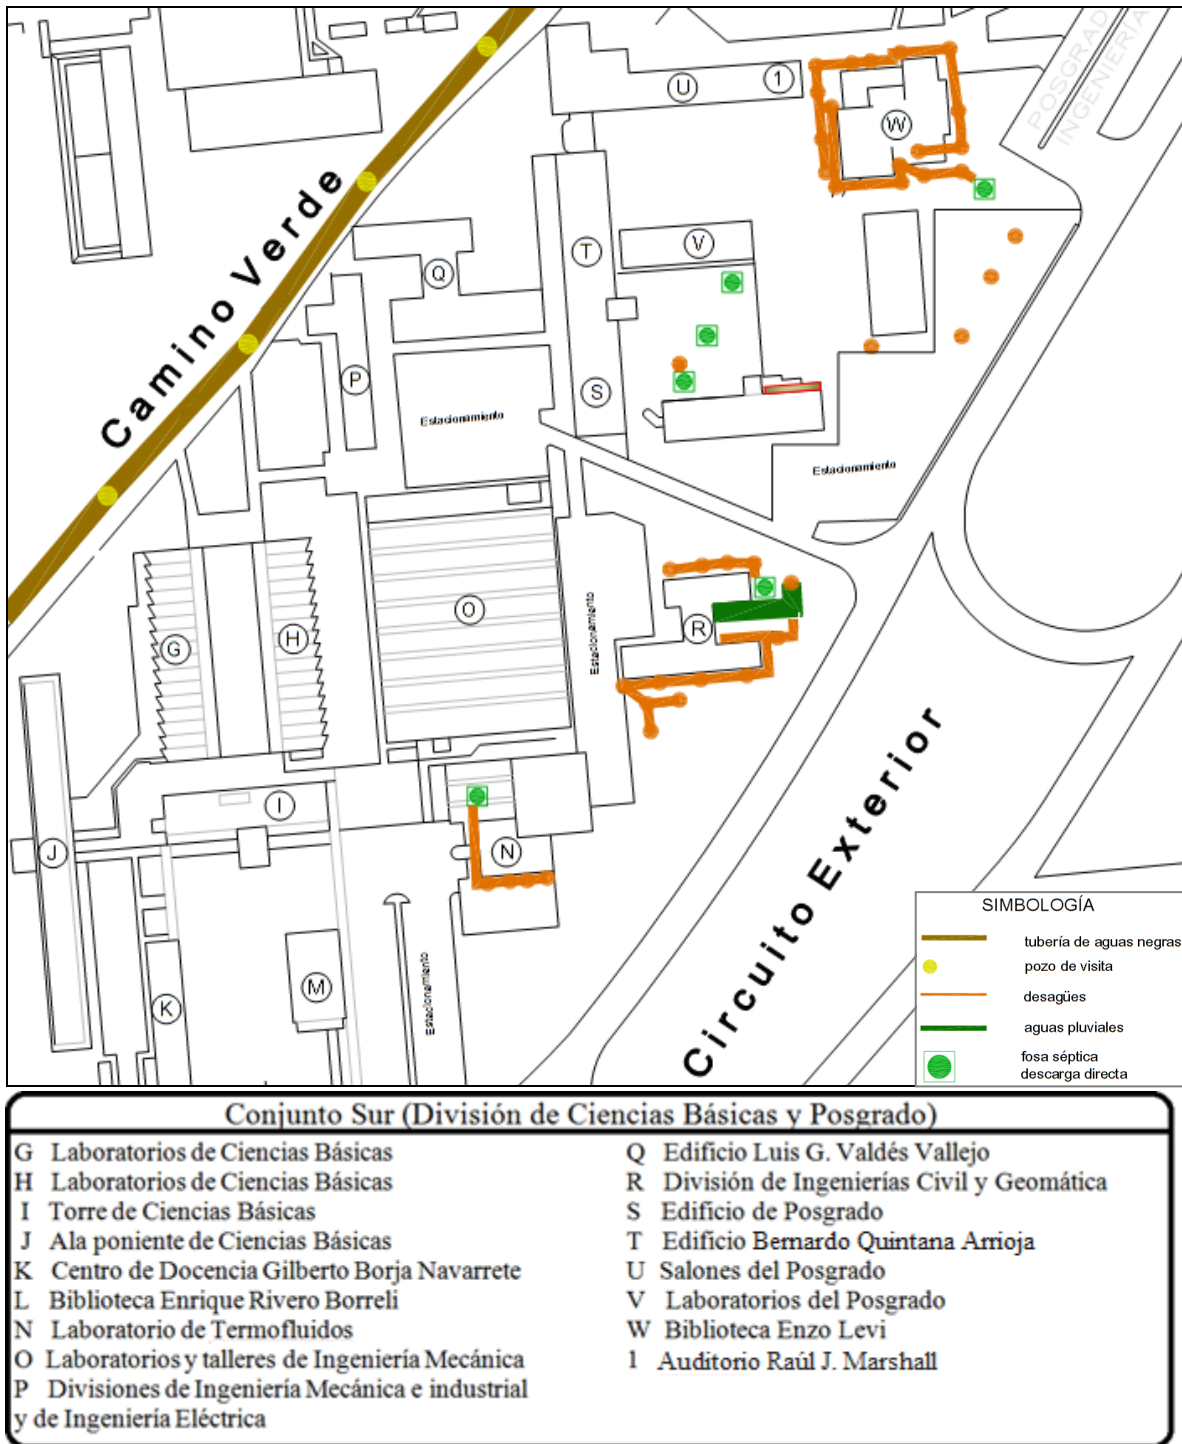 POSGRAD
INGENIERÍA
U
1
W
Camino Verde
T
V
Q
P
S
Estacionamiento
Estacionamiento
O
Estacionamiento
R
G
H
I
J
N
Circuito Exterior
K
M
Estacionamiento
SIMBOLOGÍA
tubería de aguas negras
pozo de visita
desagües
aguas pluviales
fosa séptica
descarga directa
Conjunto Sur (División de Ciencias Básicas y Posgrado)
G Laboratorios de Ciencias Básicas
H Laboratorios de Ciencias Básicas
I Torre de Ciencias Básicas
J Ala poniente de Ciencias Básicas
K Centro de Docencia Gilberto Borja Navarrete
L Biblioteca Enrique Rivero Borreli
N Laboratorio de Termofluidos
O Laboratorios y talleres de Ingeniería Mecánica
P Divisiones de Ingeniería Mecánica e industrial
y de Ingeniería Eléctrica
Q Edificio Luis G. Valdés Vallejo
R División de Ingenierías Civil y Geomática
S Edificio de Posgrado
T Edificio Bernardo Quintana Arrioja
U Salones del Posgrado
V Laboratorios del Posgrado
W Biblioteca Enzo Levi
1 Auditorio Raúl J. Marshall